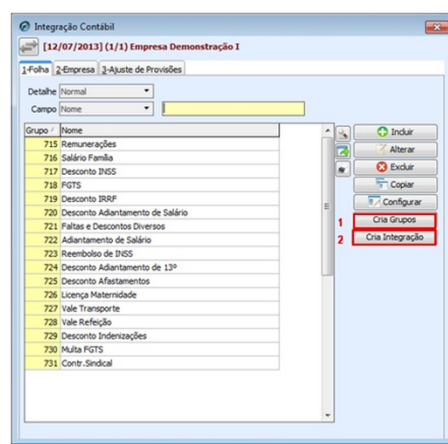 Integração Contábil
[12/07/2013] (1/1) Empresa Demonstração I
1-Folha 2-Empresa 3-Ajuste de Provisões
Detalhe Normal
Campo Nome
Grupo Nome
715 Remunerações
716 Salário Família
717 Desconto INSS
718 FGTS
719 Desconto IRRF
720 Desconto Adiantamento de Salário
721 Faltas e Descontos Diversos
722 Adiantamento de Salário
723 Reembolso de INSS
724 Desconto Adiantamento de 13º
725 Desconto Afastamentos
726 Licença Maternidade
727 Vale Transporte
728 Vale Refeição
729 Desconto Indenizações
730 Multa FGTS
731 Contr.Sindical
Incluir
Alterar
Excluir
Copiar
Configurar
1 Cria Grupos
2 Cria Integração